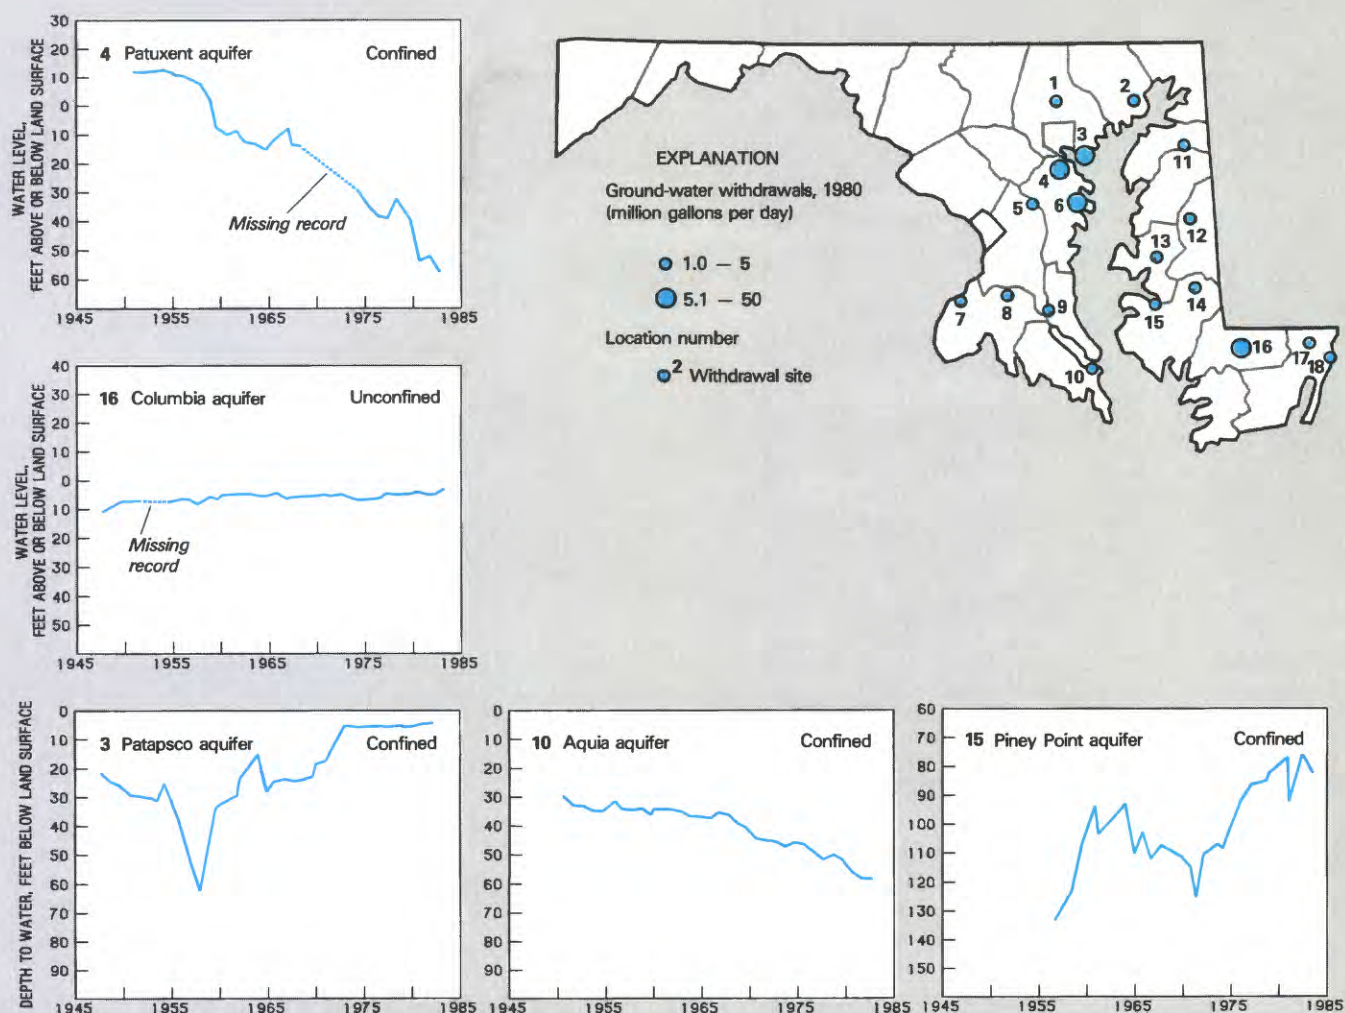 WATER LEVEL,
FEET ABOVE OR BELOW LAND SURFACE
30
20
10
0
10
20
30
40
50
60
4 Patuxent aquifer Confined
Missing record
1945 1955 1965 1975 1985
EXPLANATION
Ground-water withdrawals, 1980
(million gallons per day)
1.0 — 5
5.1 — 50
Location number
2 Withdrawal site
1
2
3
4
5
6
7
8
9
10
11
12
13
14
15
16
17
18
WATER LEVEL,
FEET ABOVE OR BELOW LAND SURFACE
40
30
20
10
0
10
20
30
40
50
16 Columbia aquifer Unconfined
Missing
record
1945 1955 1965 1975 1985
DEPTH TO WATER, FEET BELOW LAND SURFACE
0
10
20
30
40
50
60
70
80
90
3 Patapsco aquifer Confined
1945 1955 1965 1975 1985
0
10
20
30
40
50
60
70
80
90
10 Aquia aquifer Confined
1945 1955 1965 1975 1985
60
70
80
90
100
110
120
130
140
150
15 Piney Point aquifer Confined
1945 1955 1965 1975 1985